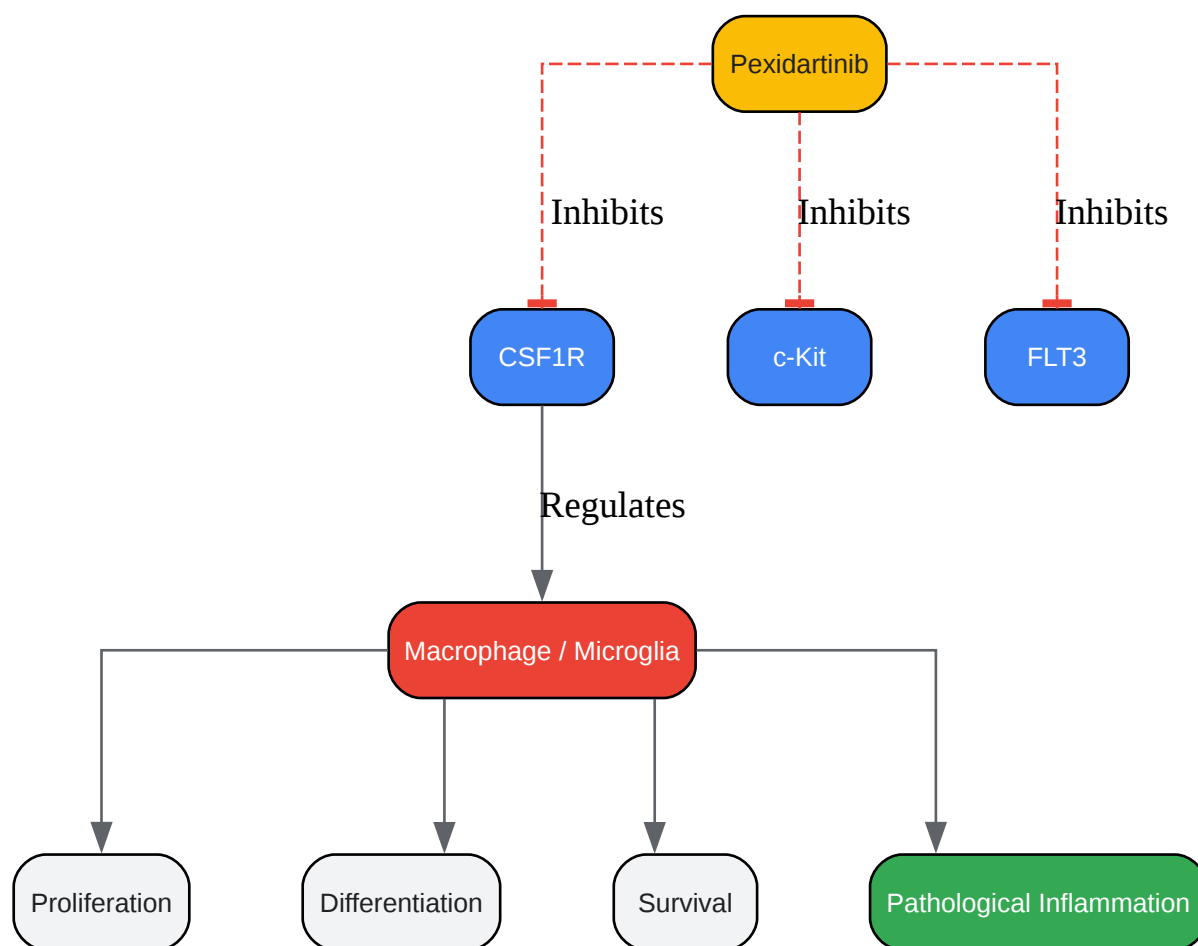 Pexidartinib
Inhibits
Inhibits
Inhibits
CSF1R
c-Kit
FLT3
Regulates
Macrophage / Microglia
Proliferation
Differentiation
Survival
Pathological Inflammation